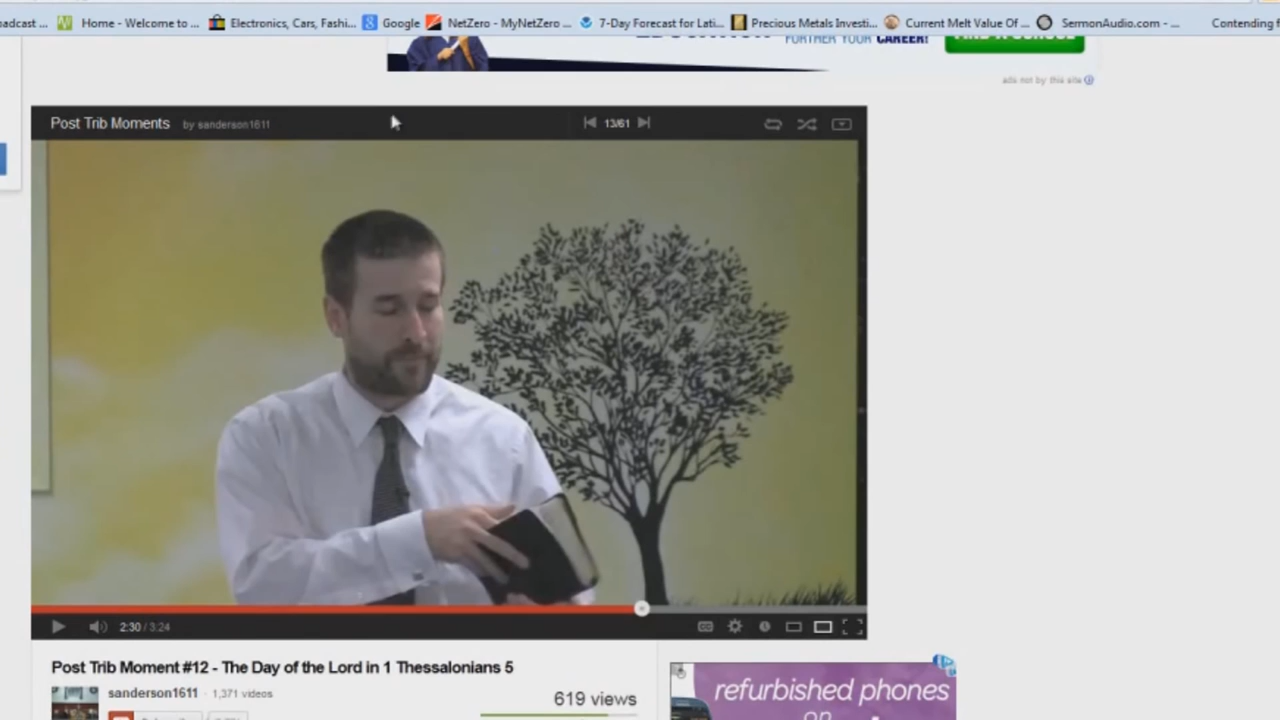 adcast ... Home - Welcome to ... Electronics, Cars, Fashi... Google NetZero - MyNetZero ... 7-Day Forecast for Lati... Precious Metals Investi... Current Melt Value Of ... SermonAudio.com - ... Contending
FURTHER YOUR CAREER!
ads not by this site
Post Trib Moments by sanderson1611 13/61
2:30 / 3:24
Post Trib Moment #12 - The Day of the Lord in 1 Thessalonians 5
sanderson1611 · 1,371 videos
619 views
refurbished phones
on